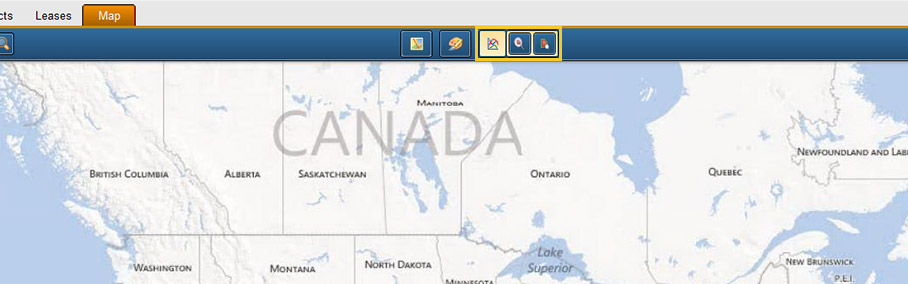 cts Leases Map
MANITOBA
CANADA
BRITISH COLUMBIA ALBERTA SASKATCHEWAN ONTARIO QUEBEC NEWFOUNDLAND AND LAB
WASHINGTON MONTANA NORTH DAKOTA Lake Superior NEW BRUNSWICK
MINNESOTA P.E.I.